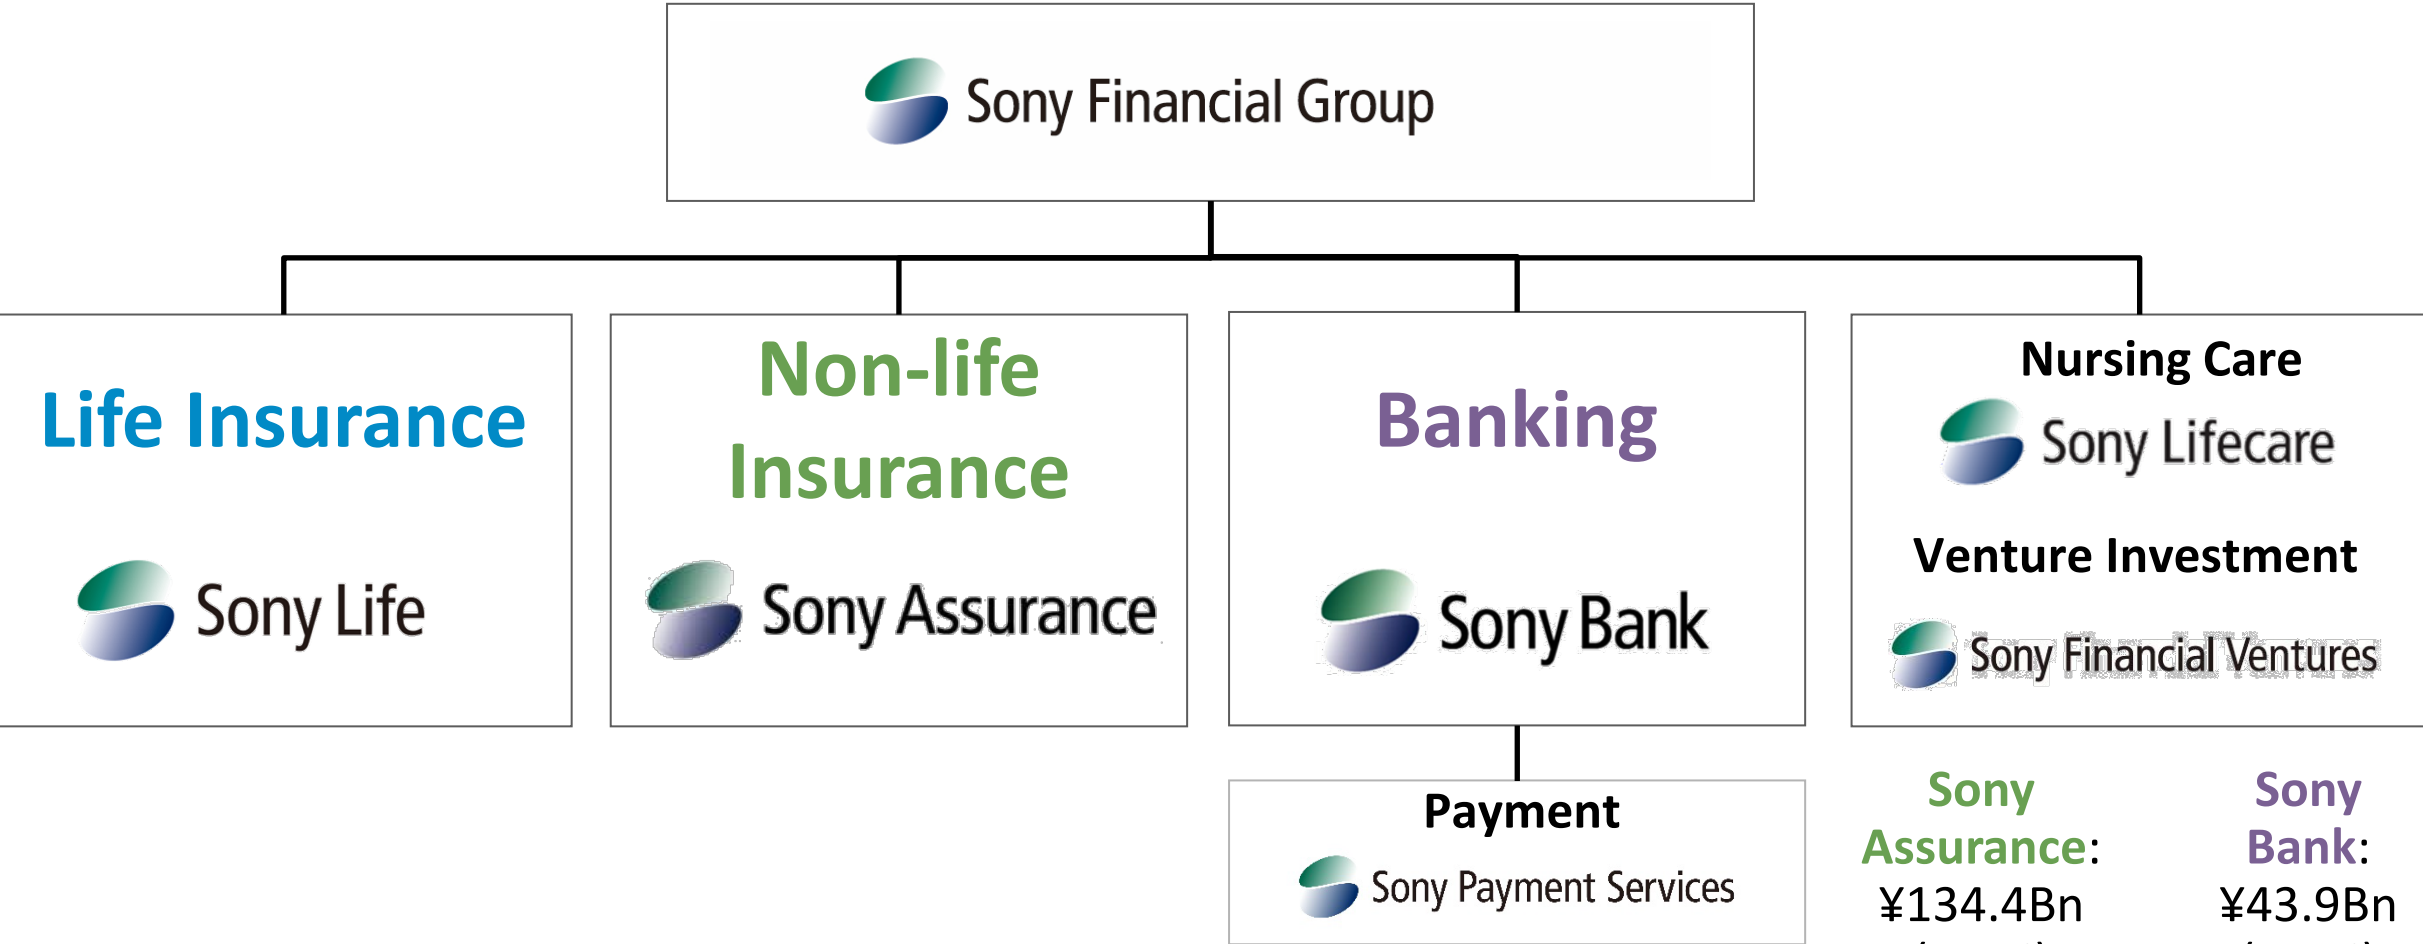 Sony Financial Group
Life Insurance
Sony Life
Non-life
Insurance
Sony Assurance
Banking
Sony Bank
Nursing Care
Sony Lifecare
Venture Investment
Sony Financial Ventures
Payment
Sony Payment Services
Sony
Assurance:
¥134.4Bn
Sony
Bank:
¥43.9Bn